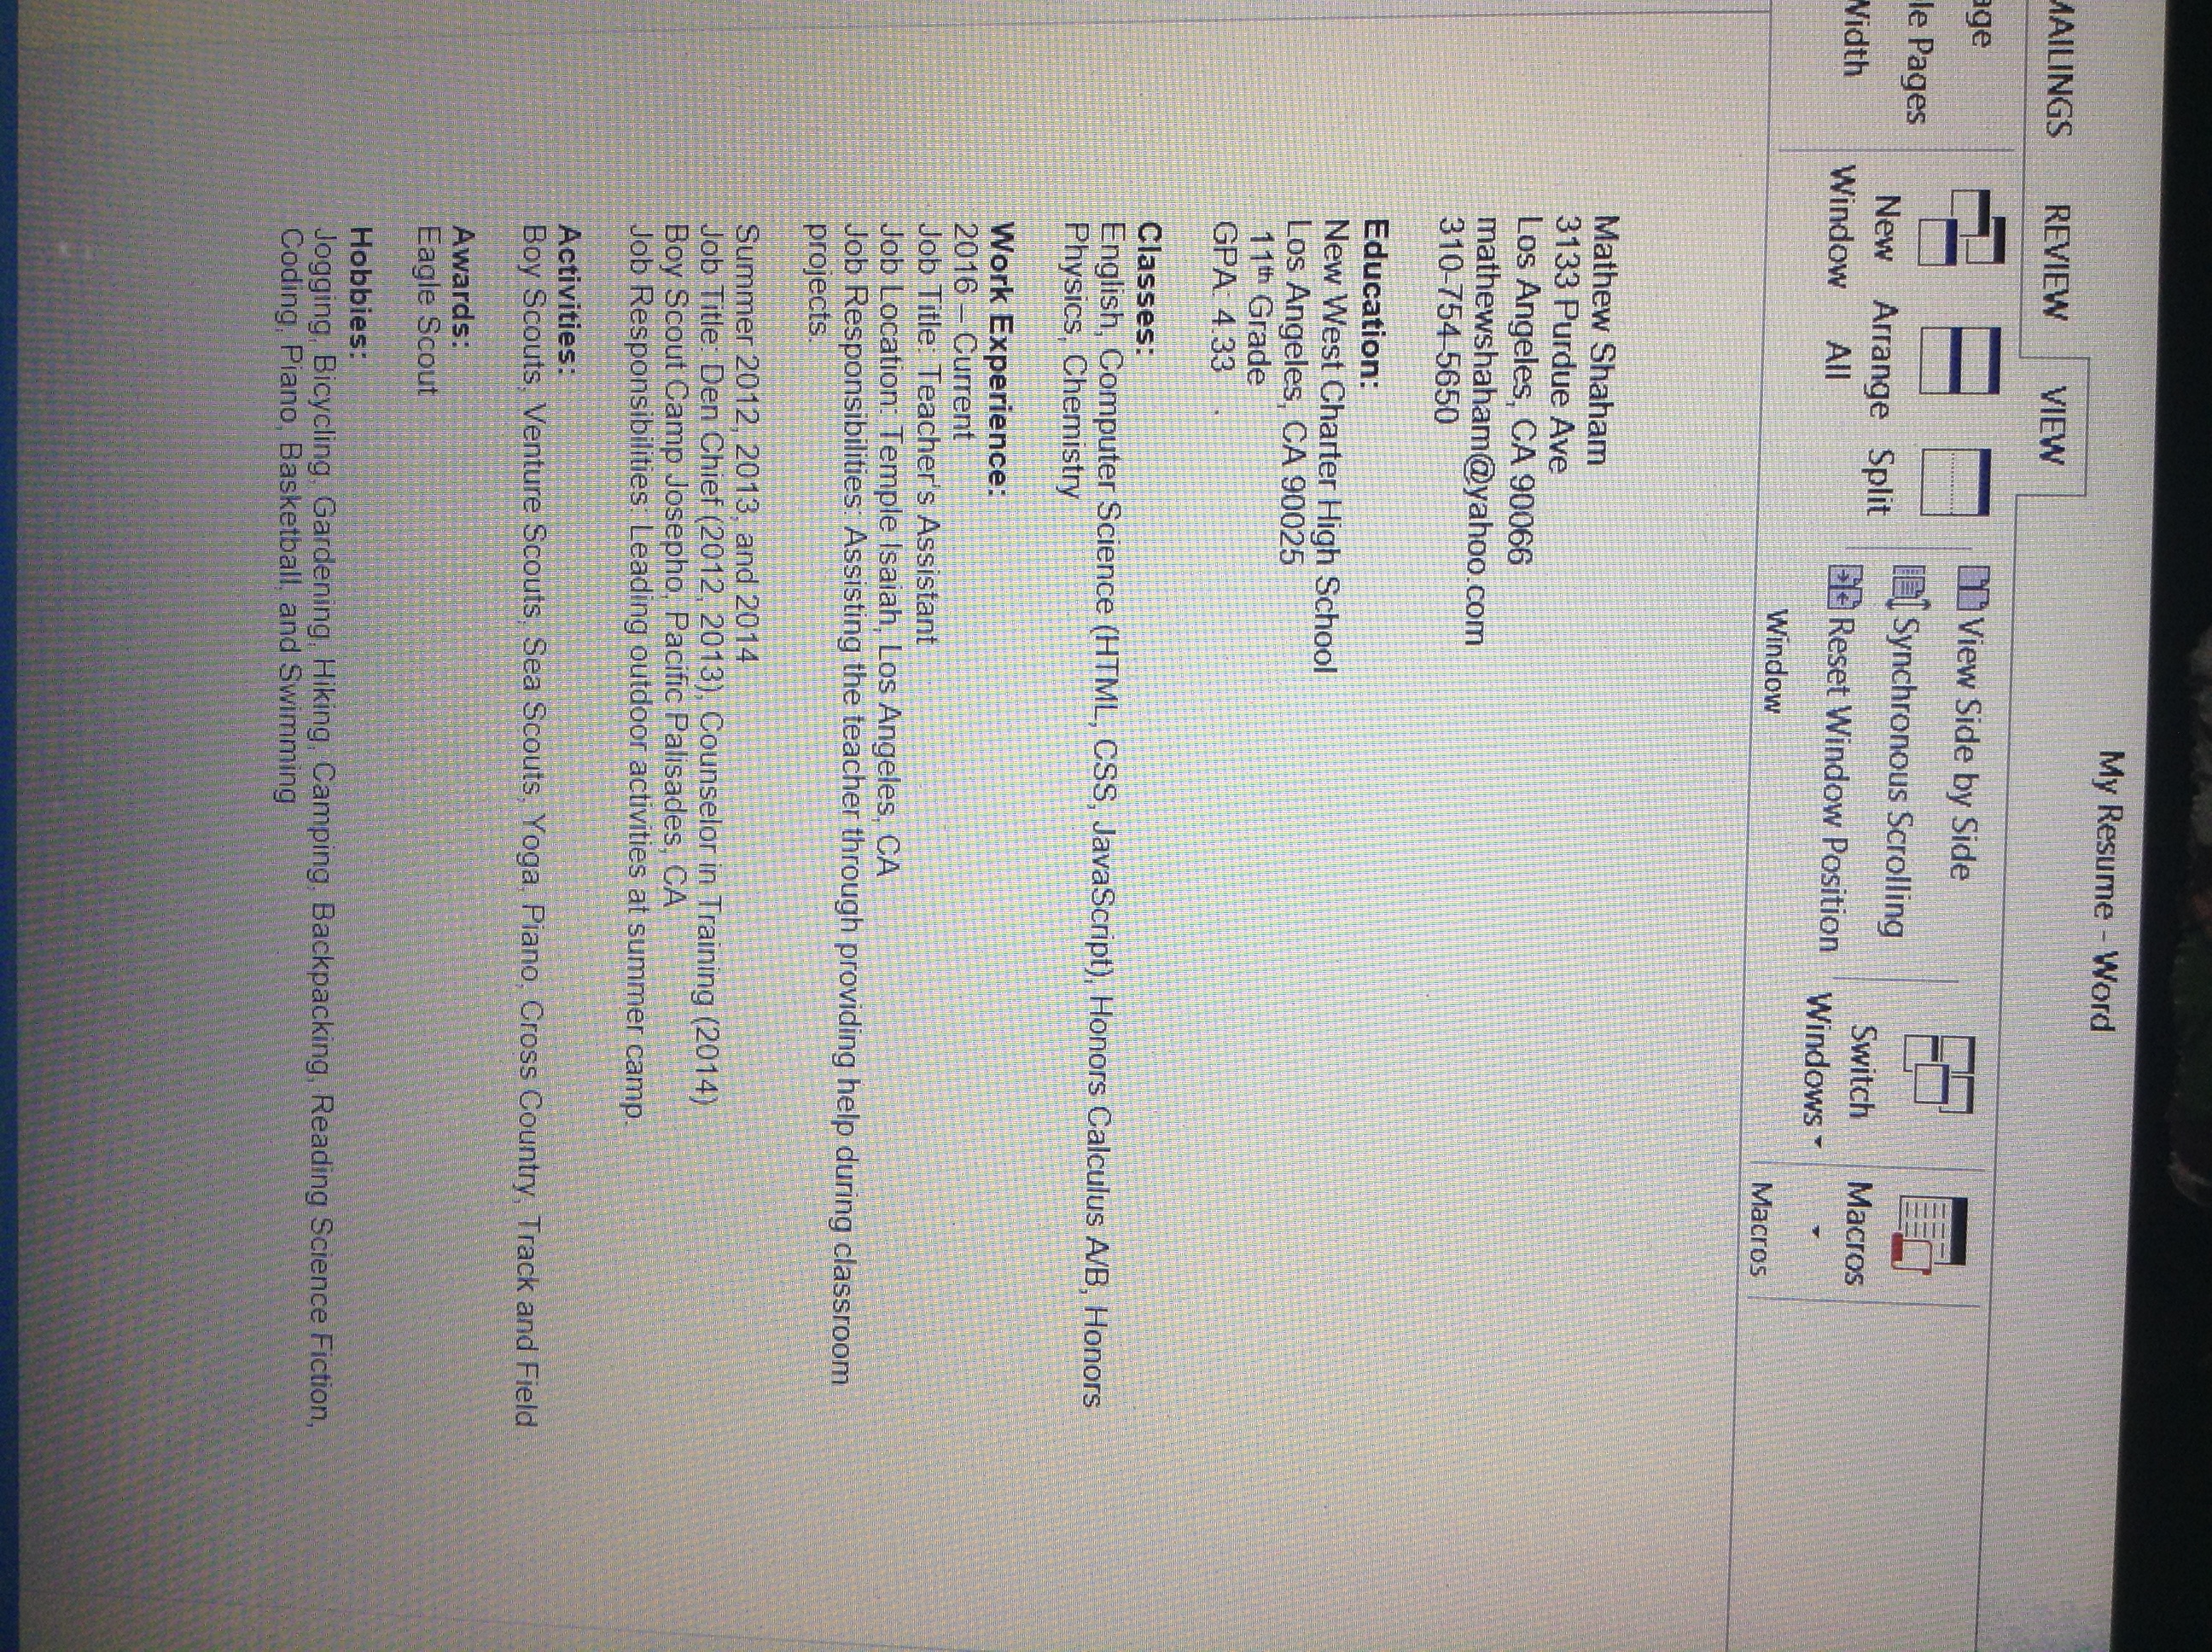 My Resume - Word
MAILINGS REVIEW VIEW
View Side by Side
Synchronous Scrolling
Reset Window Position
Pages
Width
New Window
Arrange All
Split
Switch Windows
Macros
Window
Macros
Mathew Shaham
3133 Purdue Ave
Los Angeles, CA 90066
mathewshaham@yahoo.com
310-754-5650
Education:
New West Charter High School
Los Angeles, CA 90025
11th Grade
GPA: 4.33
Classes:
English, Computer Science (HTML, CSS, JavaScript), Honors Calculus A/B, Honors
Physics, Chemistry
Work Experience:
2016 – Current
Job Title: Teacher's Assistant
Job Location: Temple Isaiah, Los Angeles, CA
Job Responsibilities: Assisting the teacher through providing help during classroom
projects.
Summer 2012, 2013, and 2014
Job Title: Den Chief (2012, 2013), Counselor in Training (2014)
Boy Scout Camp Josepho, Pacific Palisades, CA
Job Responsibilities: Leading outdoor activities at summer camp.
Activities:
Boy Scouts, Venture Scouts, Sea Scouts, Yoga, Piano, Cross Country, Track and Field
Awards:
Eagle Scout
Hobbies:
Jogging, Bicycling, Gardening, Hiking, Camping, Backpacking, Reading Science Fiction,
Coding, Piano, Basketball, and Swimming